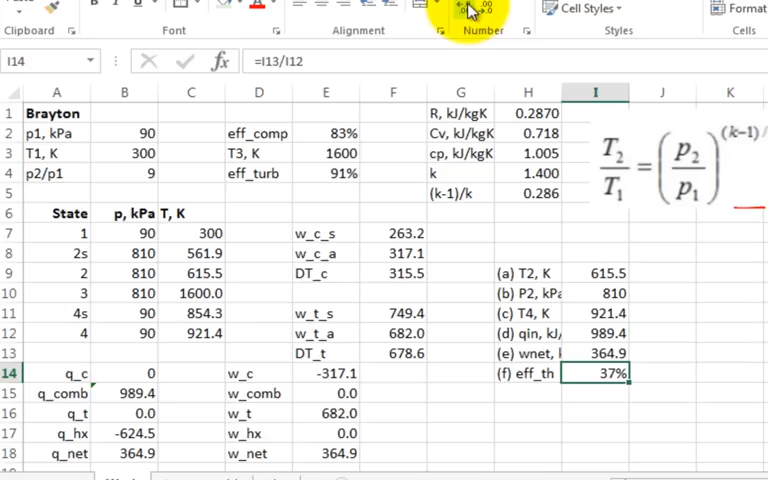 B I U
Cell Styles
Format
Clipboard Font Alignment Number Styles Cells
I14 fx =I13/I12
A B C D E F G H I J K
1 Brayton R, kJ/kgK 0.2870
2 p1, kPa 90 eff_comp 83% Cv, kJ/kgK 0.718
3 T1, K 300 T3, K 1600 cp, kJ/kgK 1.005
4 p2/p1 9 eff_turb 91% k 1.400
5 (k-1)/k 0.286
T2/T1 = (p2/p1)^(k−1)/
6 State p, kPa T, K
7 1 90 300 w_c_s 263.2
8 2s 810 561.9 w_c_a 317.1
9 2 810 615.5 DT_c 315.5 (a) T2, K 615.5
10 3 810 1600.0 (b) P2, kPa 810
11 4s 90 854.3 w_t_s 749.4 (c) T4, K 921.4
12 4 90 921.4 w_t_a 682.0 (d) qin, kJ/ 989.4
13 DT_t 678.6 (e) wnet, 364.9
14 q_c 0 w_c -317.1 (f) eff_th 37%
15 q_comb 989.4 w_comb 0.0
16 q_t 0.0 w_t 682.0
17 q_hx -624.5 w_hx 0.0
18 q_net 364.9 w_net 364.9